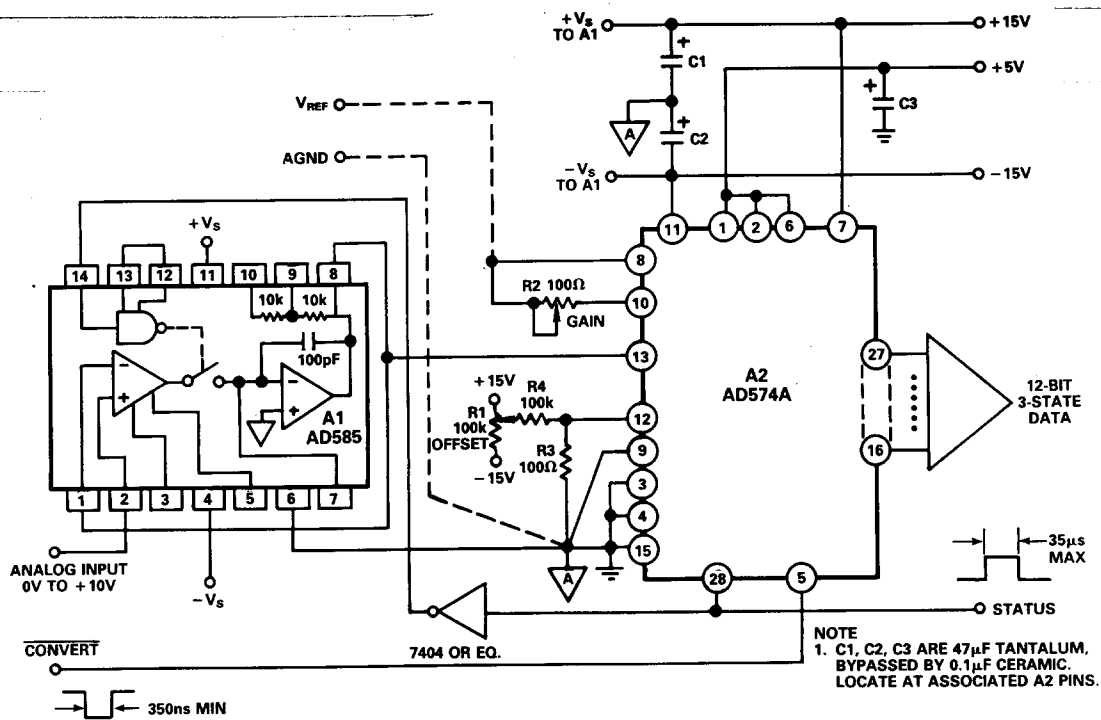 +VS
TO A1
+15V
+5V
C1
C3
VREF
A
C2
AGND
−VS
TO A1
−15V
+VS
11
1
2
6
7
14
13
12
11
10
9
8
8
R2 100Ω
10
GAIN
10k
10k
100pF
13
27
A2
AD574A
12-BIT
3-STATE
DATA
−
+
−
+
A1
AD585
+15V
R4
100k
R1
100k
OFFSET
12
R3
100Ω
−15V
9
16
3
4
15
1
2
3
4
5
6
7
A
28
5
35μs
MAX
ANALOG INPUT
0V TO +10V
−VS
STATUS
CONVERT
7404 OR EQ.
NOTE
1. C1, C2, C3 ARE 47μF TANTALUM,
BYPASSED BY 0.1μF CERAMIC.
LOCATE AT ASSOCIATED A2 PINS.
350ns MIN